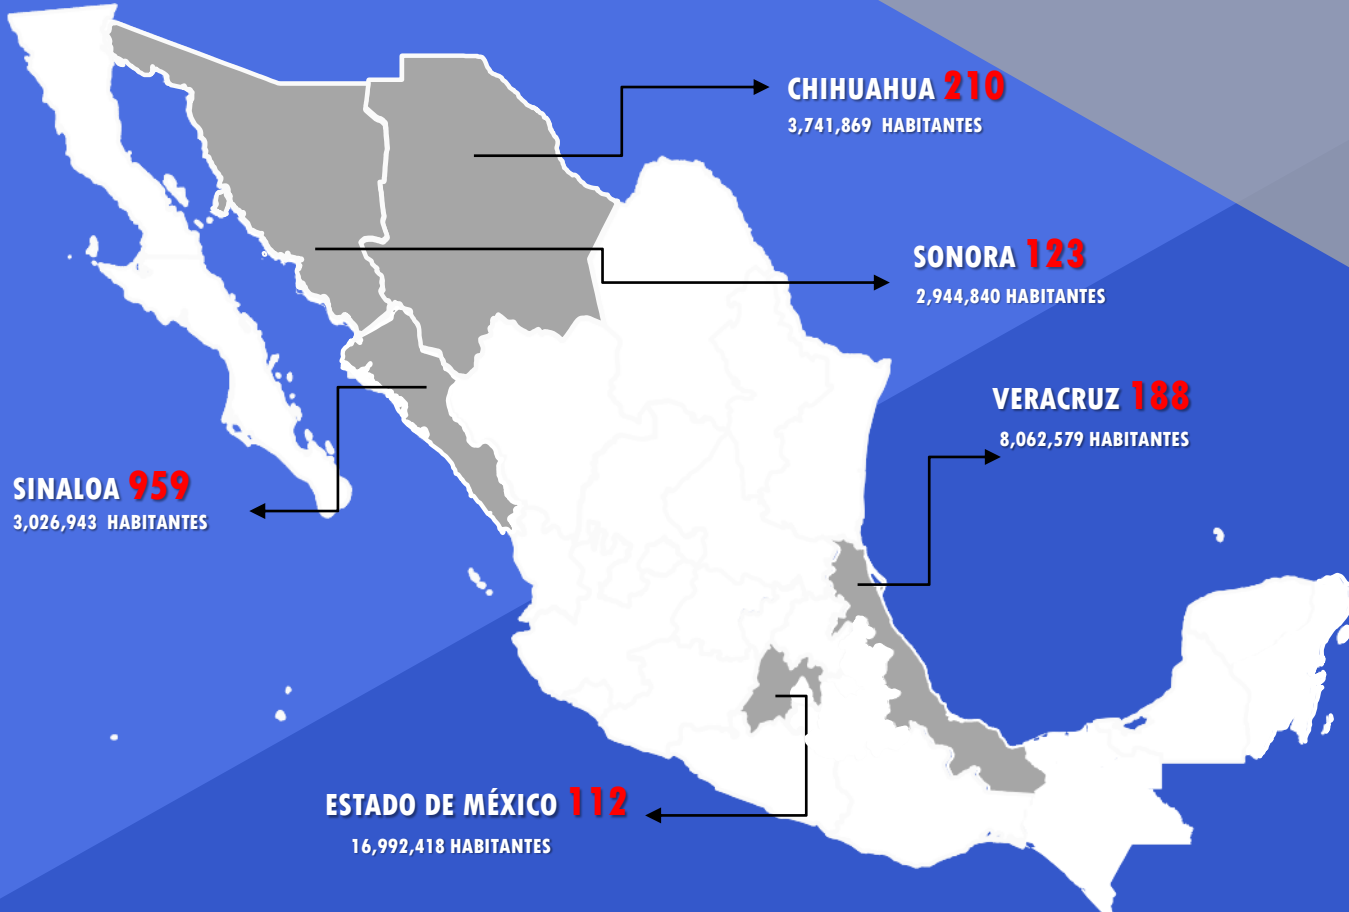 CHIHUAHUA 210
3,741,869 HABITANTES
SONORA 123
2,944,840 HABITANTES
VERACRUZ 188
8,062,579 HABITANTES
SINALOA 959
3,026,943 HABITANTES
ESTADO DE MÉXICO 112
16,992,418 HABITANTES